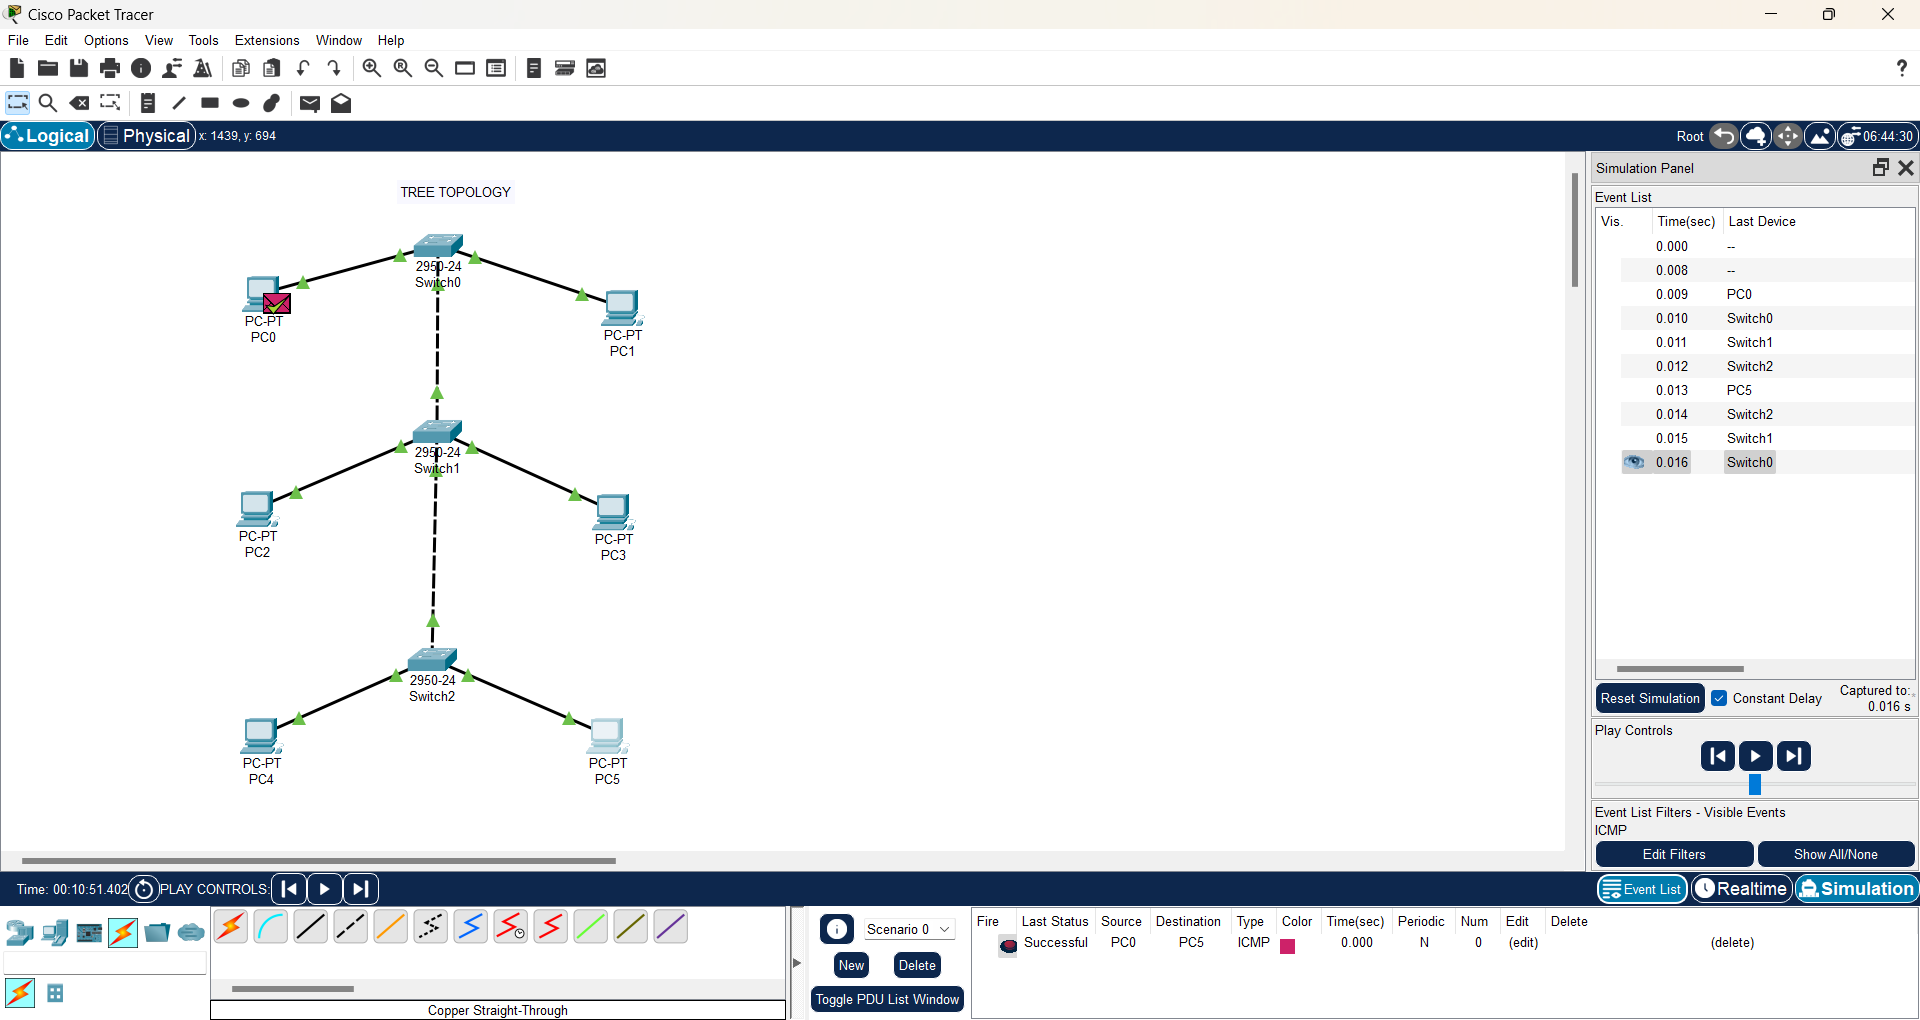 Cisco Packet Tracer
File Edit Options View Tools Extensions Window Help
Logical Physical x: 1439, y: 694 Root 06:44:30
TREE TOPOLOGY
2950-24
Switch0
PC-PT
PC0
PC-PT
PC1
2950-24
Switch1
PC-PT
PC2
PC-PT
PC3
2950-24
Switch2
PC-PT
PC4
PC-PT
PC5
Simulation Panel
Event List
Vis. Time(sec) Last Device
0.000 --
0.008 --
0.009 PC0
0.010 Switch0
0.011 Switch1
0.012 Switch2
0.013 PC5
0.014 Switch2
0.015 Switch1
0.016 Switch0
Reset Simulation Constant Delay Captured to:
0.016 s
Play Controls
Event List Filters - Visible Events
ICMP
Edit Filters Show All/None
Time: 00:10:51.402 PLAY CONTROLS: Event List Realtime Simulation
Copper Straight-Through
Scenario 0
New Delete
Toggle PDU List Window
Fire Last Status Source Destination Type Color Time(sec) Periodic Num Edit Delete
Successful PC0 PC5 ICMP 0.000 N 0 (edit) (delete)